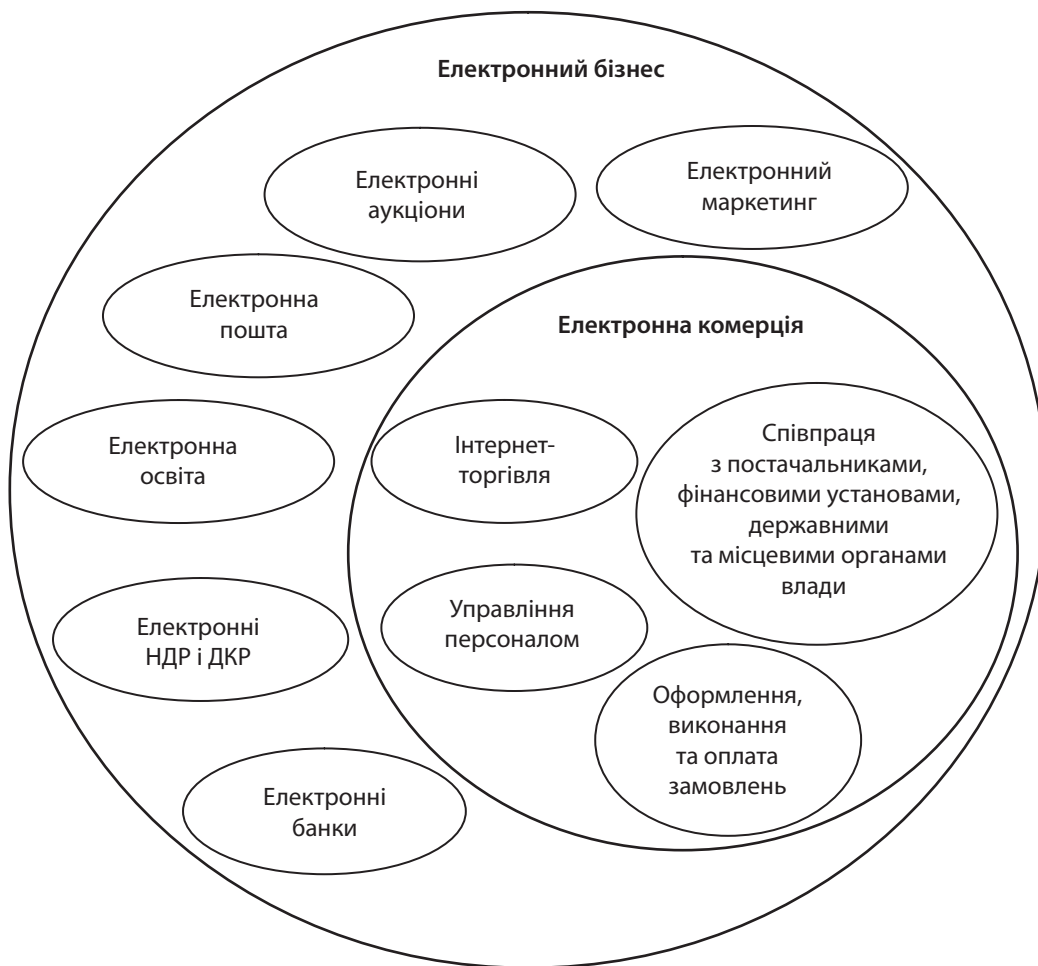 Електронний бізнес
Електронні
аукціони
Електронний
маркетинг
Електронна
пошта
Електронна комерція
Електронна
освіта
Інтернет-
торгівля
Співпраця
з постачальниками,
фінансовими установами,
державними
та місцевими органами
влади
Електронні
НДР і ДКР
Управління
персоналом
Оформлення,
виконання
та оплата
замовлень
Електронні
банки